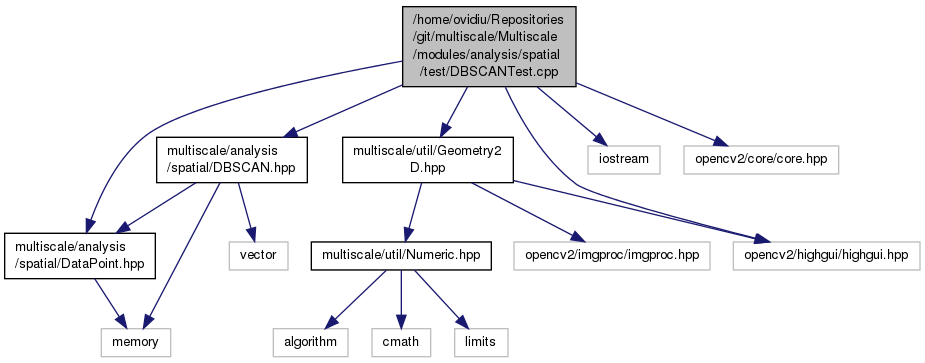 /home/ovidiu/Repositories
/git/multiscale/Multiscale
/modules/analysis/spatial
/test/DBSCANTest.cpp
multiscale/analysis
/spatial/DBSCAN.hpp
multiscale/util/Geometry2
D.hpp
iostream
opencv2/core/core.hpp
multiscale/analysis
/spatial/DataPoint.hpp
vector
multiscale/util/Numeric.hpp
opencv2/imgproc/imgproc.hpp
opencv2/highgui/highgui.hpp
memory
algorithm
cmath
limits